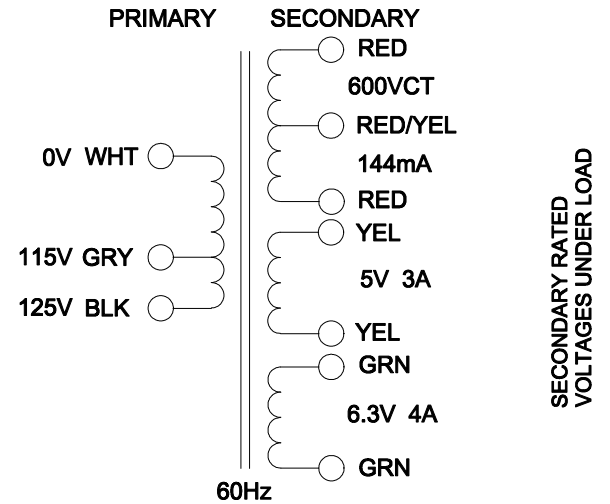 PRIMARY
SECONDARY
RED
600VCT
RED/YEL
144mA
RED
0V WHT
115V GRY
125V BLK
YEL
5V 3A
YEL
GRN
6.3V 4A
GRN
60Hz
SECONDARY RATED
VOLTAGES UNDER LOAD